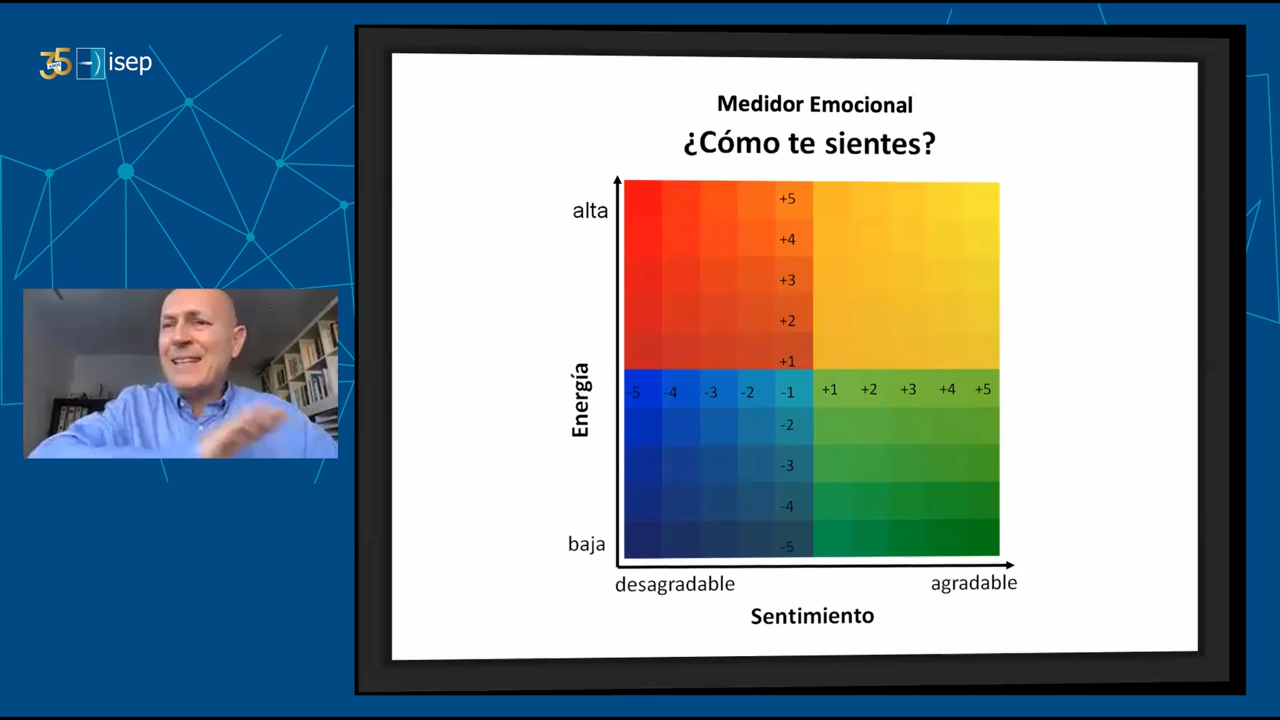 35 isep
Medidor Emocional
¿Cómo te sientes?
alta
+5
+4
+3
+2
+1
Energía
-5 -4 -3 -2 -1 +1 +2 +3 +4 +5
-2
-3
-4
-5
baja
desagradable
agradable
Sentimiento